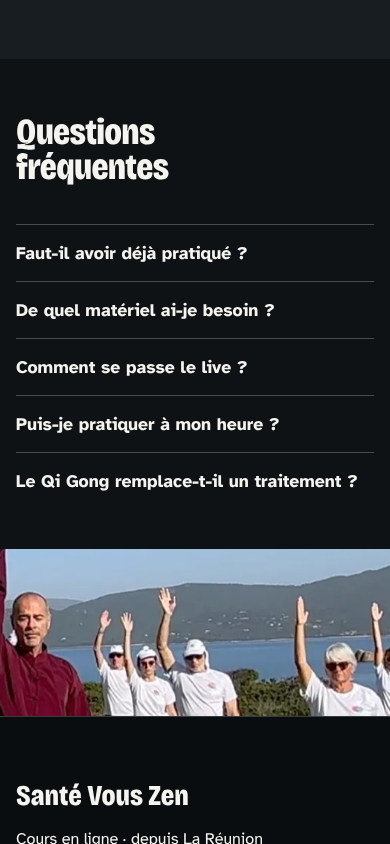 Questions
fréquentes
Faut-il avoir déjà pratiqué ?
De quel matériel ai-je besoin ?
Comment se passe le live ?
Puis-je pratiquer à mon heure ?
Le Qi Gong remplace-t-il un traitement ?
Santé Vous Zen
Cours en ligne · depuis La Réunion